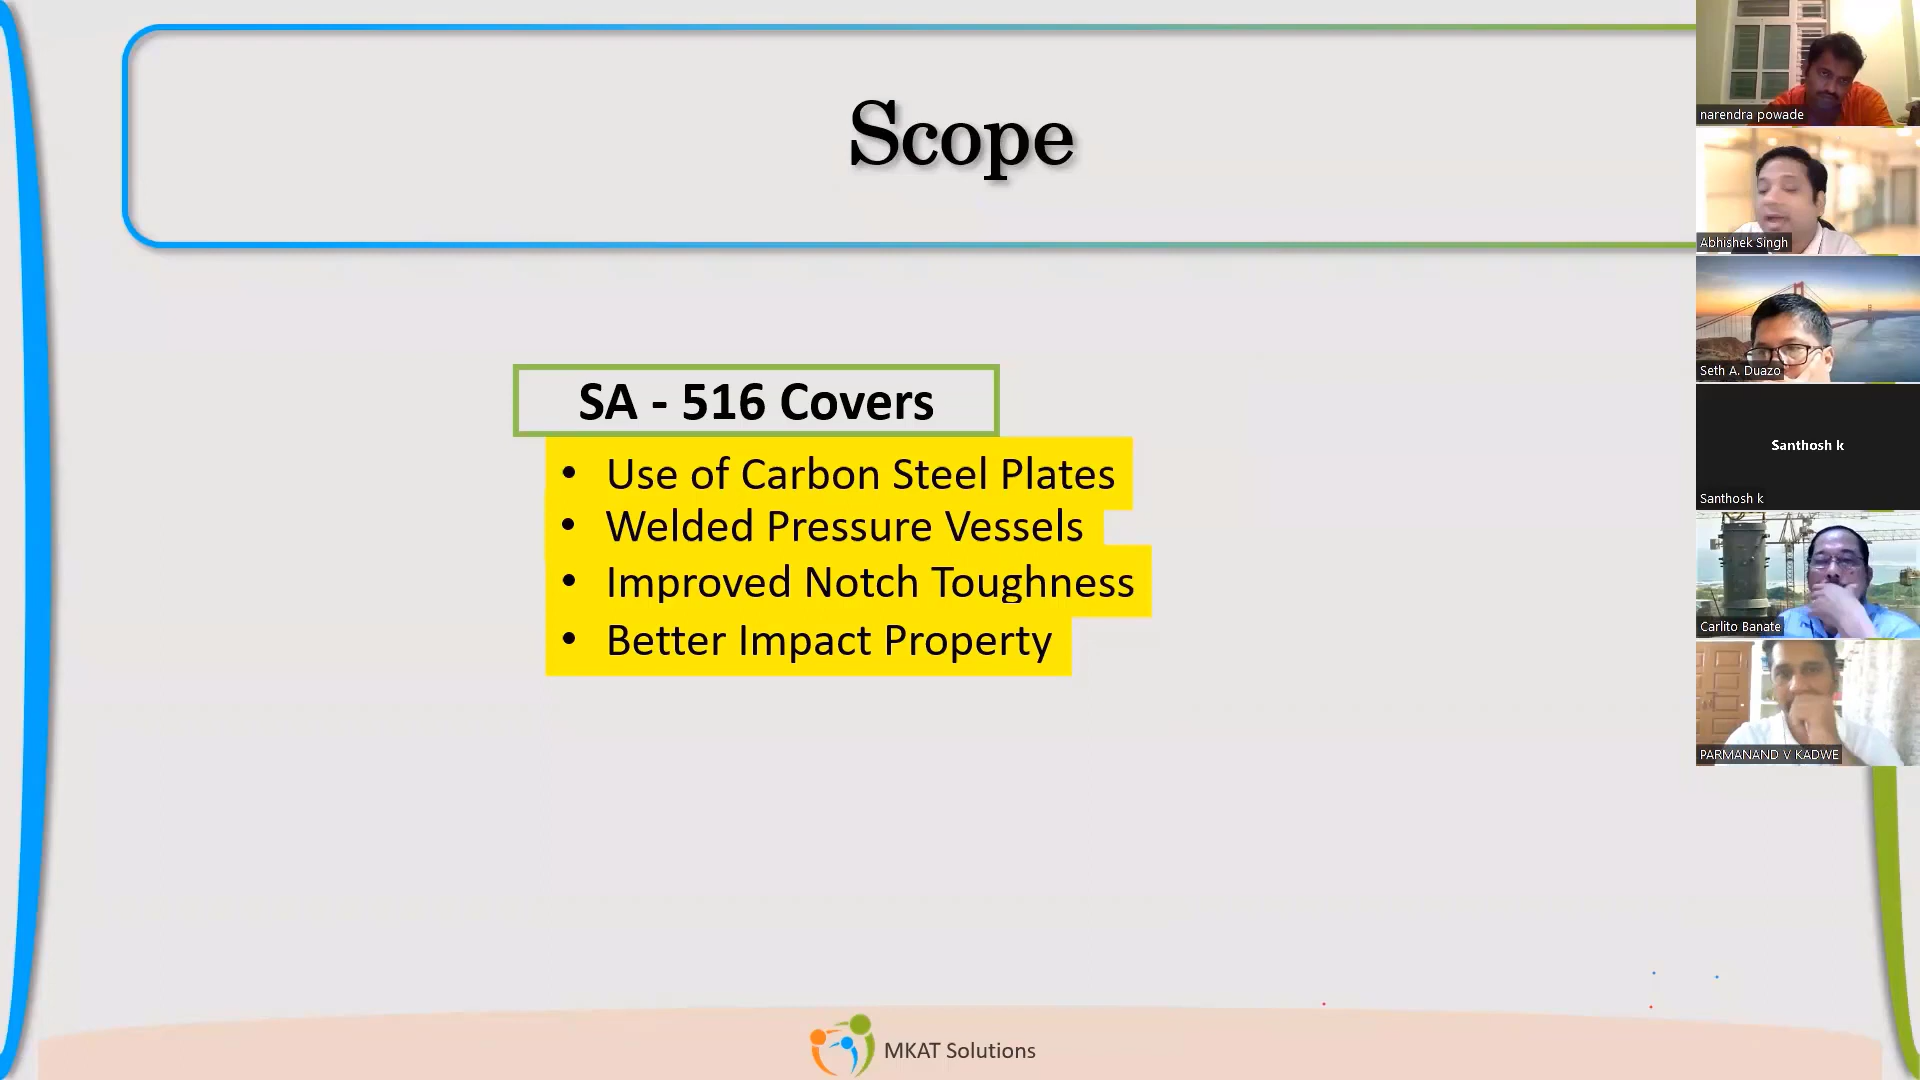 Scope
SA - 516 Covers
• Use of Carbon Steel Plates
• Welded Pressure Vessels
• Improved Notch Toughness
• Better Impact Property
MKAT Solutions
narendra powade
Abhishek Singh
Seth A. Duazo
Santhosh k
Santhosh k
Carlito Banate
PARMANAND V KADWE